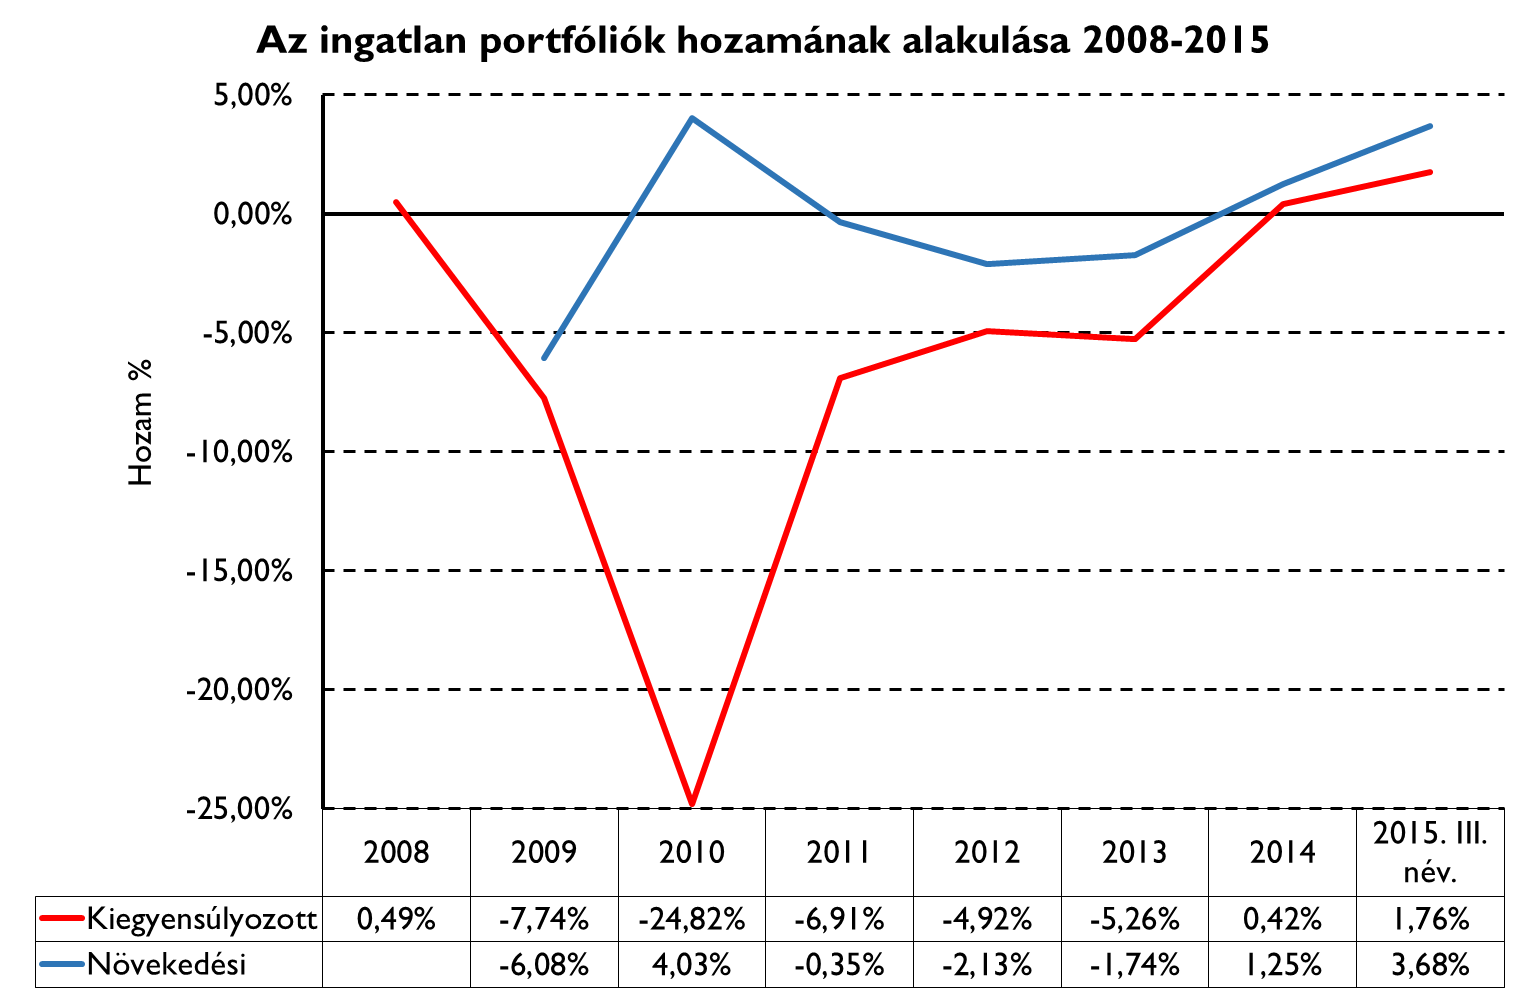 Az ingatlan portfóliók hozamának alakulása 2008-2015
5,00%
0,00%
-5,00%
-10,00%
-15,00%
-20,00%
-25,00%
Hozam %
2008 2009 2010 2011 2012 2013 2014 2015. III. név.
Kiegyensúlyozott 0,49% -7,74% -24,82% -6,91% -4,92% -5,26% 0,42% 1,76%
Növekedési -6,08% 4,03% -0,35% -2,13% -1,74% 1,25% 3,68%